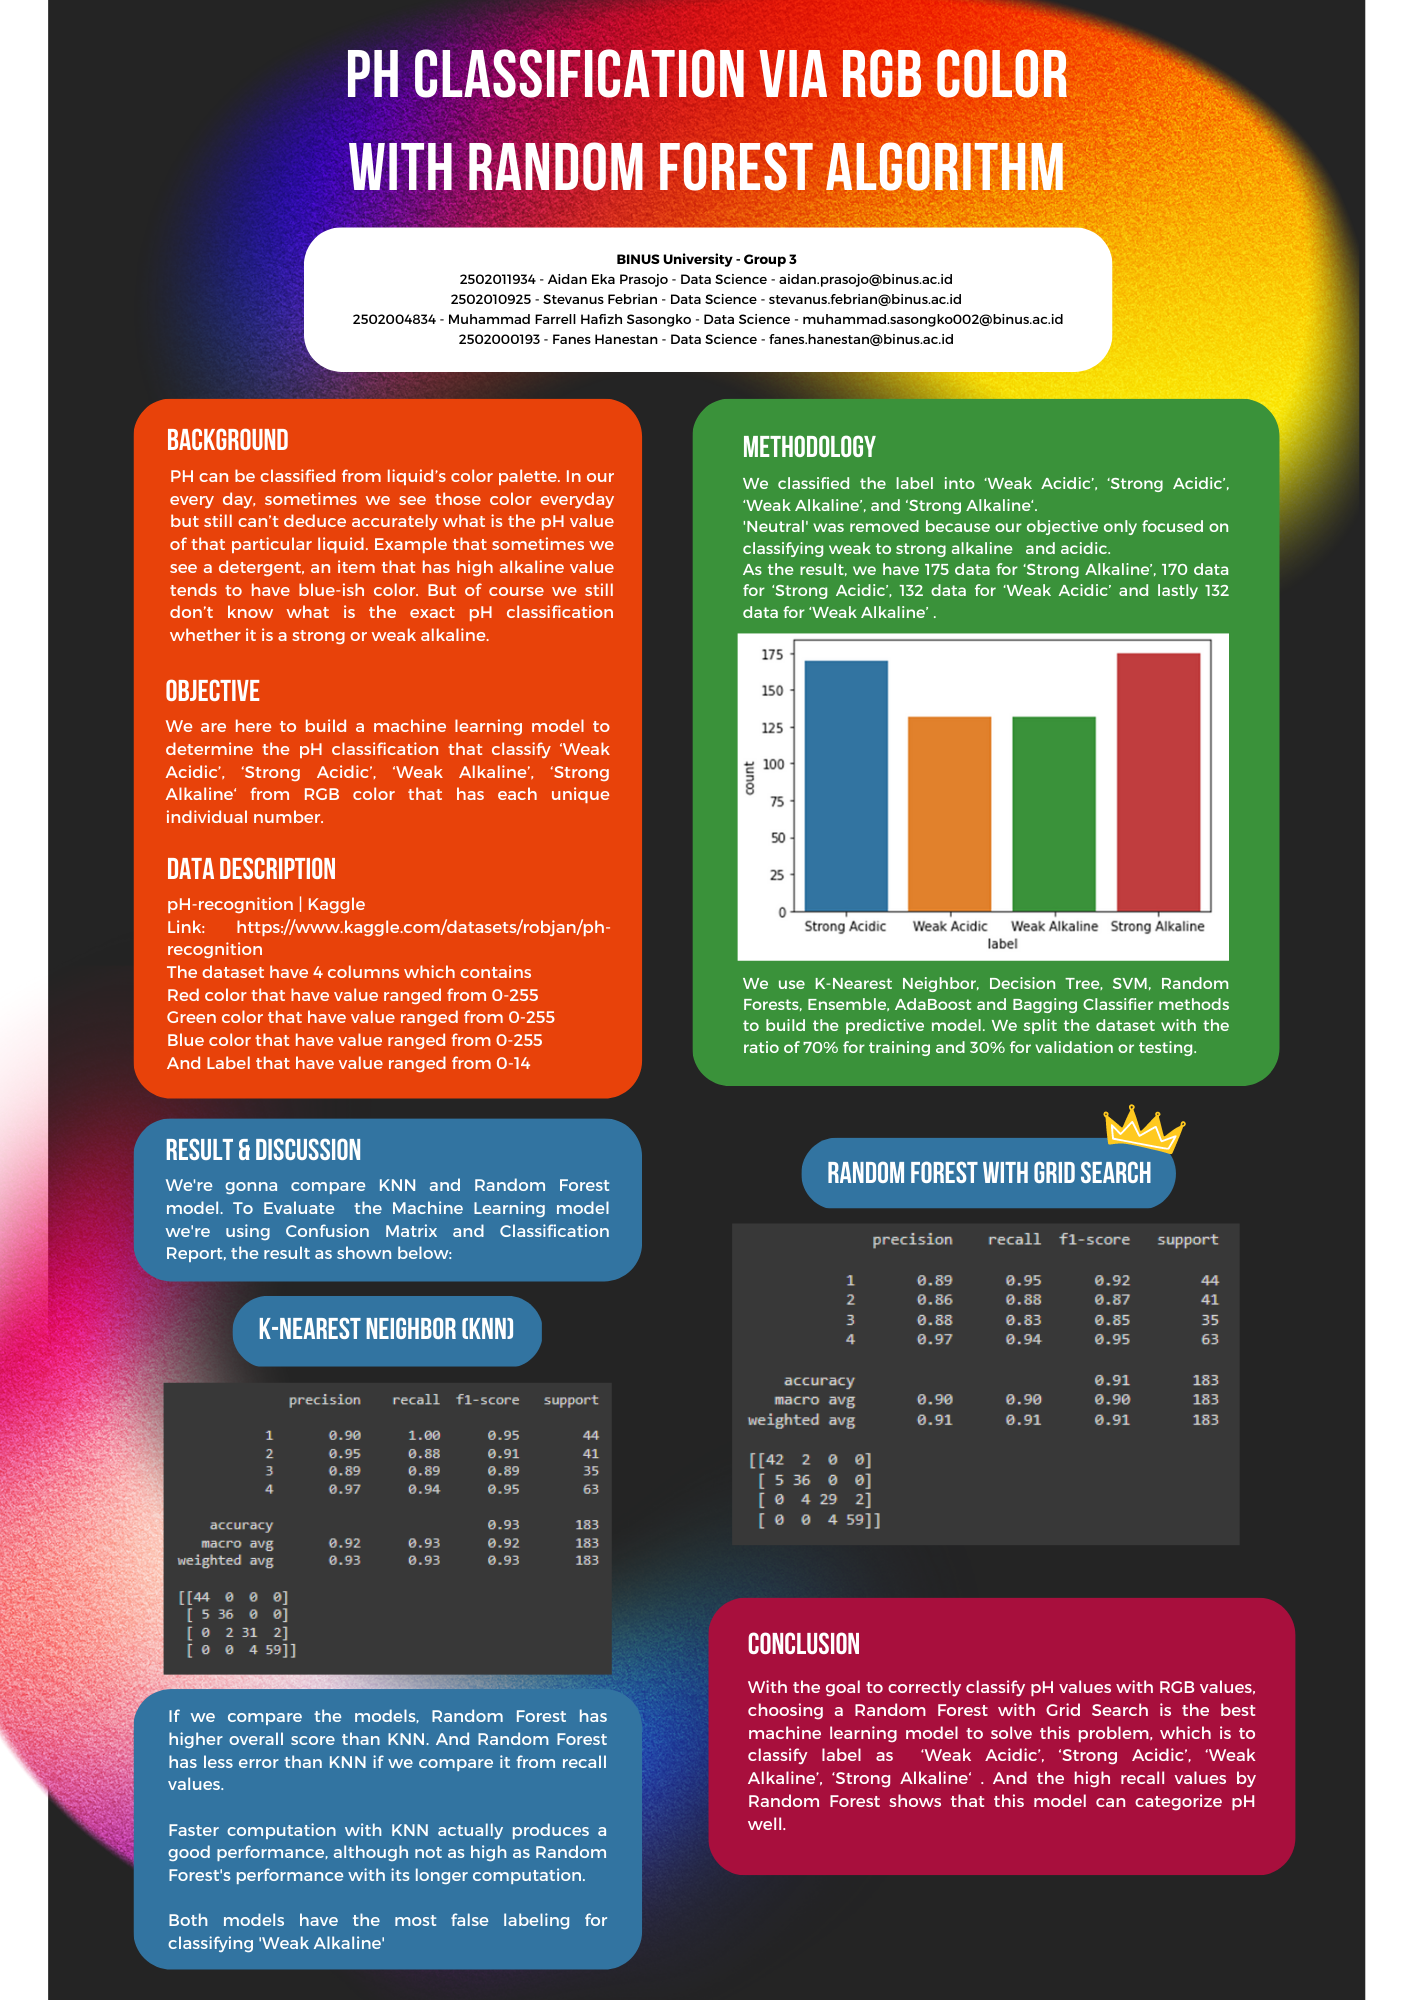 PH CLASSIFICATION VIA RGB COLOR
WITH RANDOM FOREST ALGORITHM
BINUS University - Group 3
2502011934 - Aidan Eka Prasojo - Data Science - aidan.prasojo@binus.ac.id
2502010925 - Stevanus Febrian - Data Science - stevanus.febrian@binus.ac.id
2502004834 - Muhammad Farrell Hafizh Sasongko - Data Science - muhammad.sasongko002@binus.ac.id
2502000193 - Fanes Hanestan - Data Science - fanes.hanestan@binus.ac.id
BACKGROUND
PH can be classified from liquid's color palette. In our
every day, sometimes we see those color everyday
but still can't deduce accurately what is the pH value
of that particular liquid. Example that sometimes we
see a detergent, an item that has high alkaline value
tends to have blue-ish color. But of course we still
don't know what is the exact pH classification
whether it is a strong or weak alkaline.
OBJECTIVE
We are here to build a machine learning model to
determine the pH classification that classify ‘Weak
Acidic’, ‘Strong Acidic’, ‘Weak Alkaline’, ‘Strong
Alkaline‘ from RGB color that has each unique
individual number.
DATA DESCRIPTION
pH-recognition | Kaggle
Link: https://www.kaggle.com/datasets/robjan/ph-
recognition
The dataset have 4 columns which contains
Red color that have value ranged from 0-255
Green color that have value ranged from 0-255
Blue color that have value ranged from 0-255
And Label that have value ranged from 0-14
METHODOLOGY
We classified the label into ‘Weak Acidic’, ‘Strong Acidic’,
‘Weak Alkaline’, and ‘Strong Alkaline‘.
'Neutral' was removed because our objective only focused on
classifying weak to strong alkaline and acidic.
As the result, we have 175 data for ‘Strong Alkaline’, 170 data
for ‘Strong Acidic’, 132 data for ‘Weak Acidic’ and lastly 132
data for ‘Weak Alkaline’ .
175
150
125
100
75
50
25
0
count
Strong Acidic Weak Acidic Weak Alkaline Strong Alkaline
label
We use K-Nearest Neighbor, Decision Tree, SVM, Random
Forests, Ensemble, AdaBoost and Bagging Classifier methods
to build the predictive model. We split the dataset with the
ratio of 70% for training and 30% for validation or testing.
RESULT & DISCUSSION
We're gonna compare KNN and Random Forest
model. To Evaluate the Machine Learning model
we're using Confusion Matrix and Classification
Report, the result as shown below:
K-NEAREST NEIGHBOR (KNN)
precision recall f1-score support
1 0.90 1.00 0.95 44
2 0.95 0.88 0.91 41
3 0.89 0.89 0.89 35
4 0.97 0.94 0.95 63
accuracy 0.93 183
macro avg 0.92 0.93 0.92 183
weighted avg 0.93 0.93 0.93 183
[[44 0 0 0]
[ 5 36 0 0]
[ 0 2 31 2]
[ 0 0 4 59]]
If we compare the models, Random Forest has
higher overall score than KNN. And Random Forest
has less error than KNN if we compare it from recall
values.
Faster computation with KNN actually produces a
good performance, although not as high as Random
Forest's performance with its longer computation.
Both models have the most false labeling for
classifying 'Weak Alkaline'
RANDOM FOREST WITH GRID SEARCH
precision recall f1-score support
1 0.89 0.95 0.92 44
2 0.86 0.88 0.87 41
3 0.88 0.83 0.85 35
4 0.97 0.94 0.95 63
accuracy 0.91 183
macro avg 0.90 0.90 0.90 183
weighted avg 0.91 0.91 0.91 183
[[42 2 0 0]
[ 5 36 0 0]
[ 0 4 29 2]
[ 0 0 4 59]]
CONCLUSION
With the goal to correctly classify pH values with RGB values,
choosing a Random Forest with Grid Search is the best
machine learning model to solve this problem, which is to
classify label as ‘Weak Acidic’, ‘Strong Acidic’, ‘Weak
Alkaline’, ‘Strong Alkaline‘ . And the high recall values by
Random Forest shows that this model can categorize pH
well.